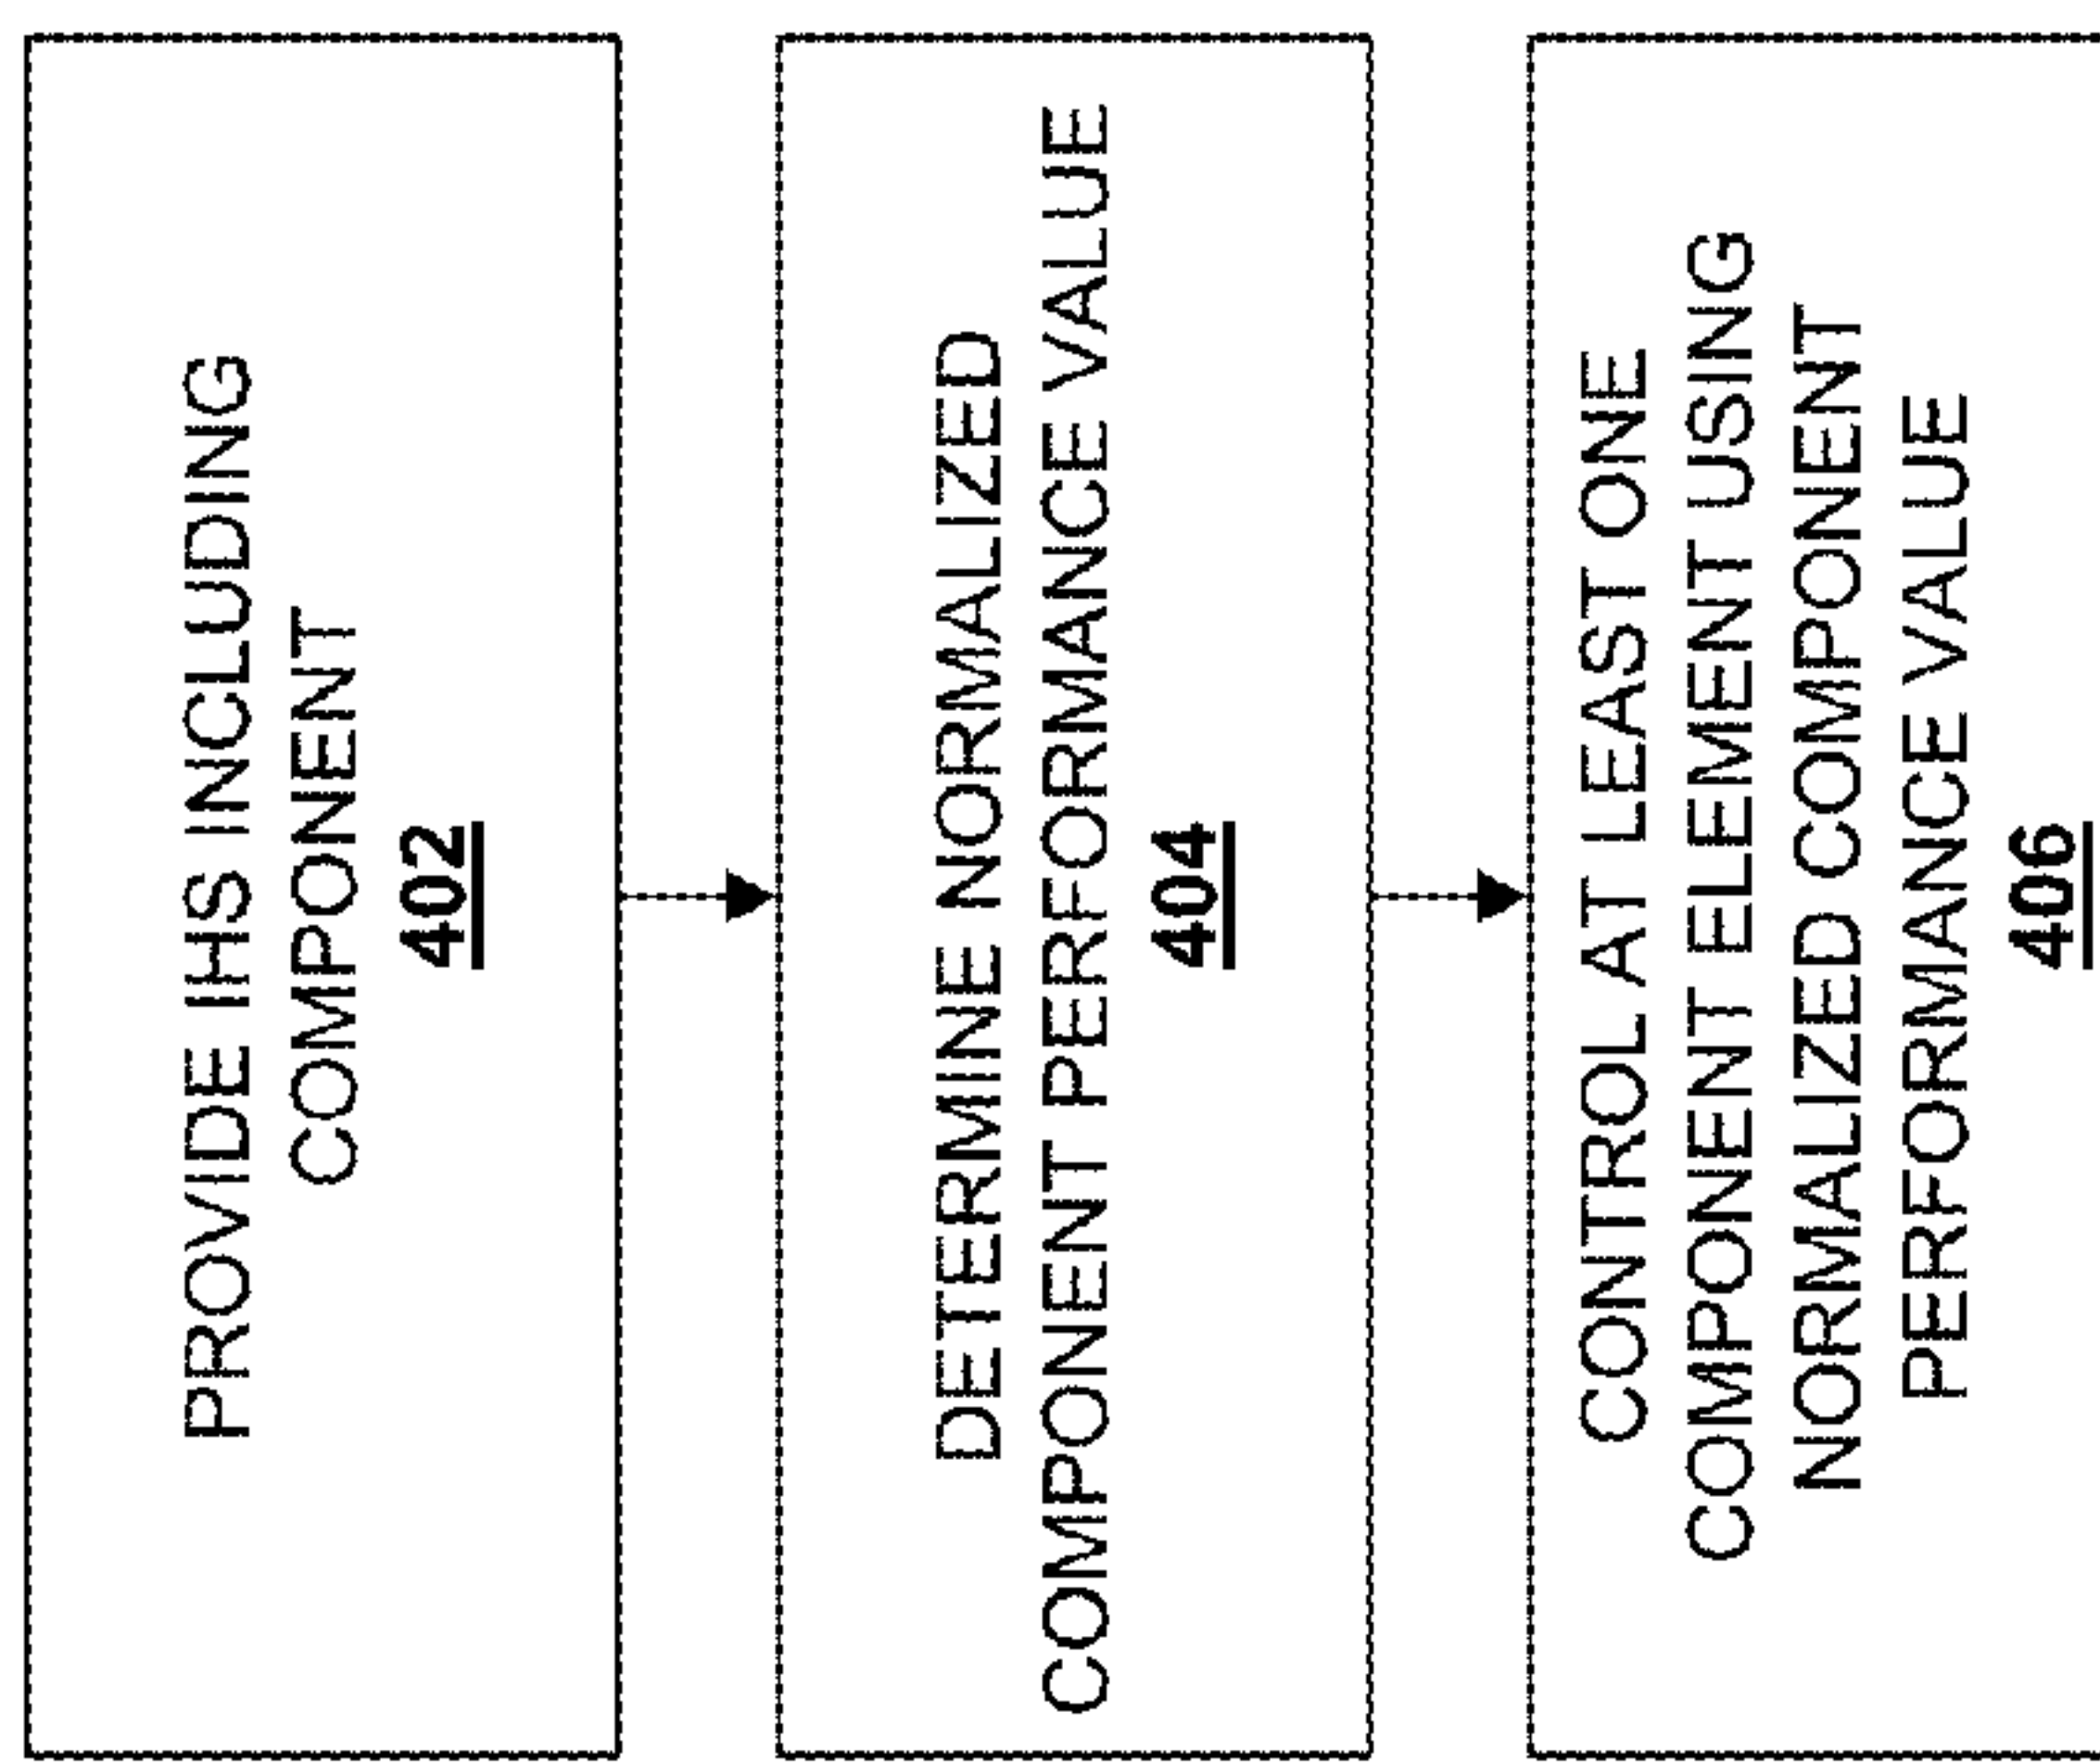 PROVIDE IHS INCLUDING
COMPONENT
402
DETERMINE NORMALIZED
COMPONENT PERFORMANCE VALUE
404
CONTROL AT LEAST ONE
COMPONENT ELEMENT USING
NORMALIZED COMPONENT
PERFORMANCE VALUE
406